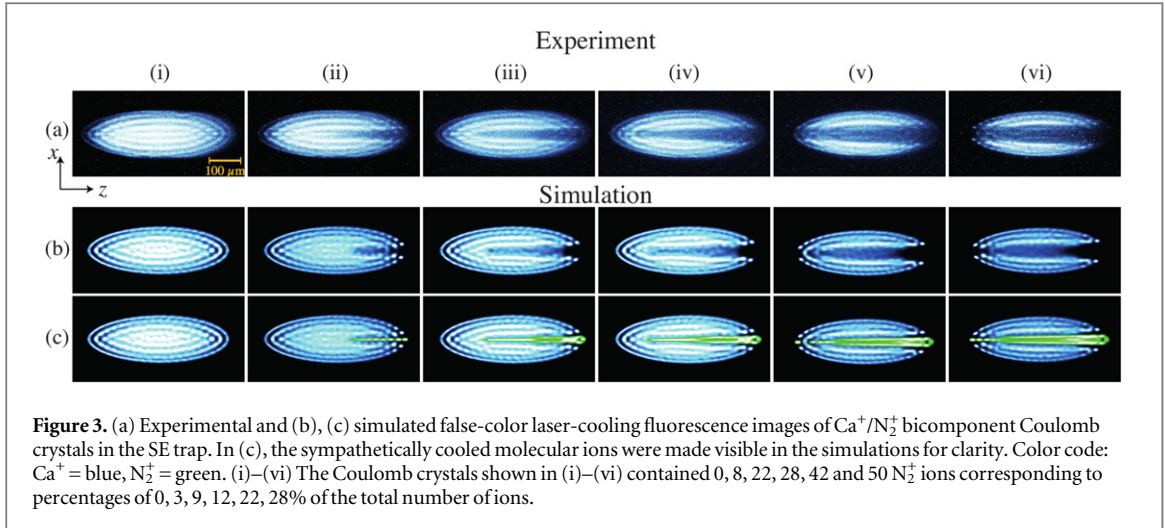 Experiment
(i) (ii) (iii) (iv) (v) (vi)
(a)
x
100 μm
z
Simulation
(b)
(c)
Figure 3. (a) Experimental and (b), (c) simulated false-color laser-cooling fluorescence images of Ca⁺/N₂⁺ bicomponent Coulomb
crystals in the SE trap. In (c), the sympathetically cooled molecular ions were made visible in the simulations for clarity. Color code:
Ca⁺ = blue, N₂⁺ = green. (i)–(vi) The Coulomb crystals shown in (i)–(vi) contained 0, 8, 22, 28, 42 and 50 N₂⁺ ions corresponding to
percentages of 0, 3, 9, 12, 22, 28% of the total number of ions.